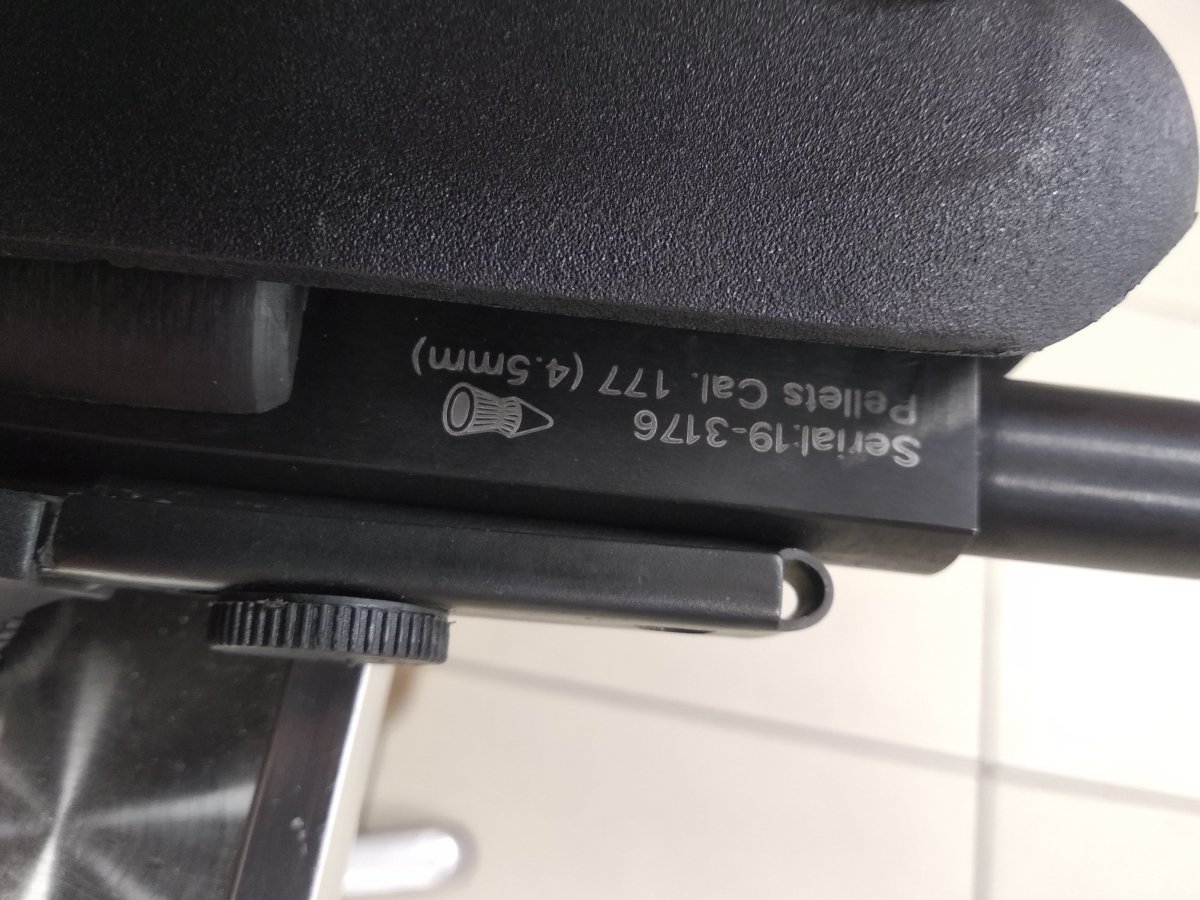 Serial:19-3176
Pellets Cal. 177 (4.5mm)